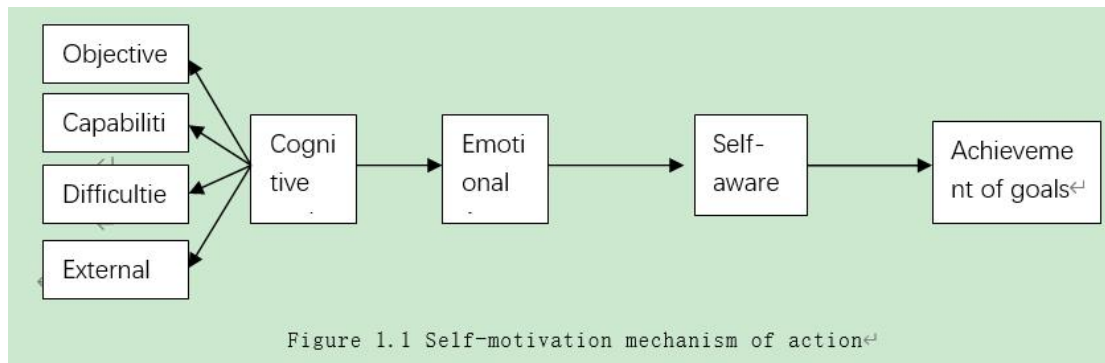 Objective
Capabiliti
Difficultie
External
Cogni
tive
Emoti
onal
Self-
aware
Achieveme
nt of goals
Figure 1.1 Self-motivation mechanism of action